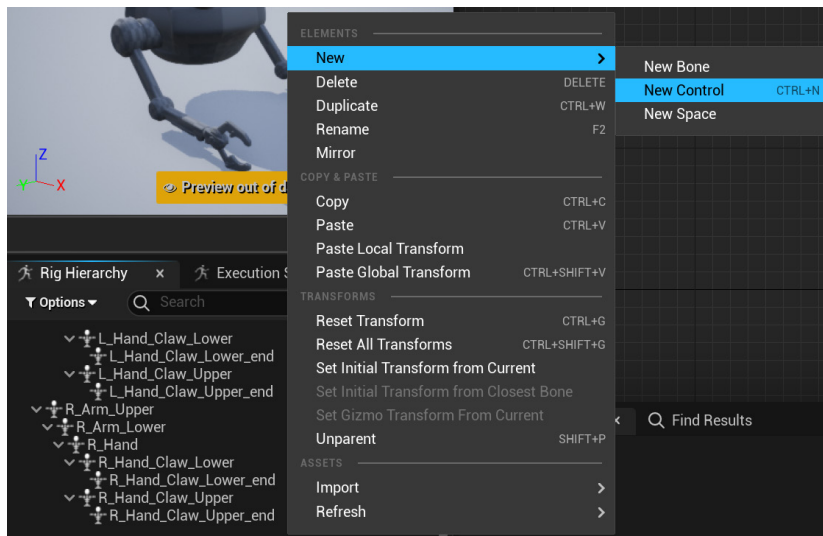 ELEMENTS
New
Delete DELETE
Duplicate CTRL+W
Rename F2
Mirror
COPY & PASTE
Copy CTRL+C
Paste CTRL+V
Paste Local Transform
Paste Global Transform CTRL+SHIFT+V
TRANSFORMS
Reset Transform CTRL+G
Reset All Transforms CTRL+SHIFT+G
Set Initial Transform from Current
Set Initial Transform from Closest Bone
Set Gizmo Transform From Current
Unparent SHIFT+P
ASSETS
Import
Refresh
New Bone
New Control CTRL+N
New Space
Z
Y X
Preview out of d
Rig Hierarchy x Execution S
Options Search
L_Hand_Claw_Lower
L_Hand_Claw_Lower_end
L_Hand_Claw_Upper
L_Hand_Claw_Upper_end
R_Arm_Upper
R_Arm_Lower
R_Hand
R_Hand_Claw_Lower
R_Hand_Claw_Lower_end
R_Hand_Claw_Upper
R_Hand_Claw_Upper_end
Find Results